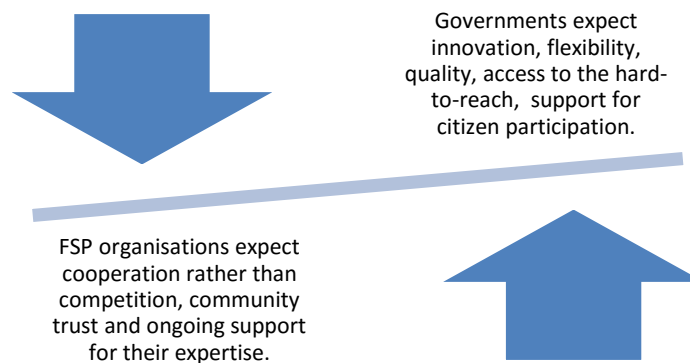 Governments expect
innovation, flexibility,
quality, access to the hard-
to-reach,  support for
citizen participation.
FSP organisations expect
cooperation rather than
competition, community
trust and ongoing support
for their expertise.